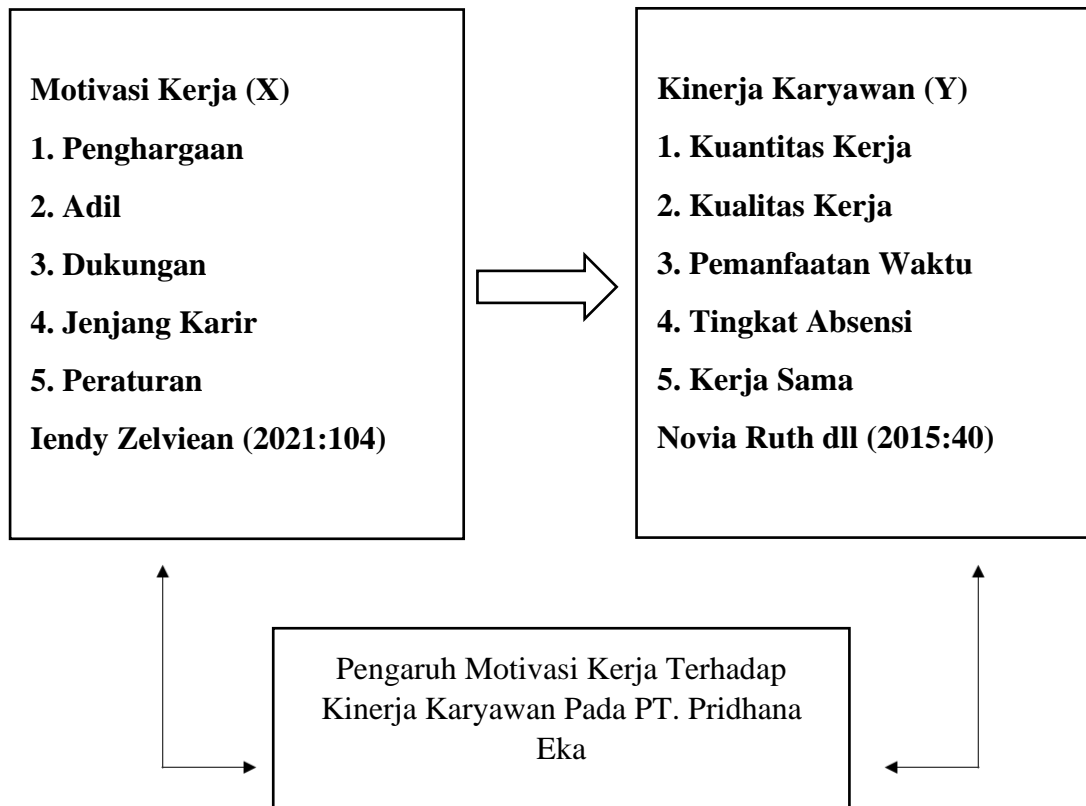 Motivasi Kerja (X)
1. Penghargaan
2. Adil
3. Dukungan
4. Jenjang Karir
5. Peraturan
Iendy Zelviean (2021:104)
Kinerja Karyawan (Y)
1. Kuantitas Kerja
2. Kualitas Kerja
3. Pemanfaatan Waktu
4. Tingkat Absensi
5. Kerja Sama
Novia Ruth dll (2015:40)
Pengaruh Motivasi Kerja Terhadap
Kinerja Karyawan Pada PT. Pridhana
Eka